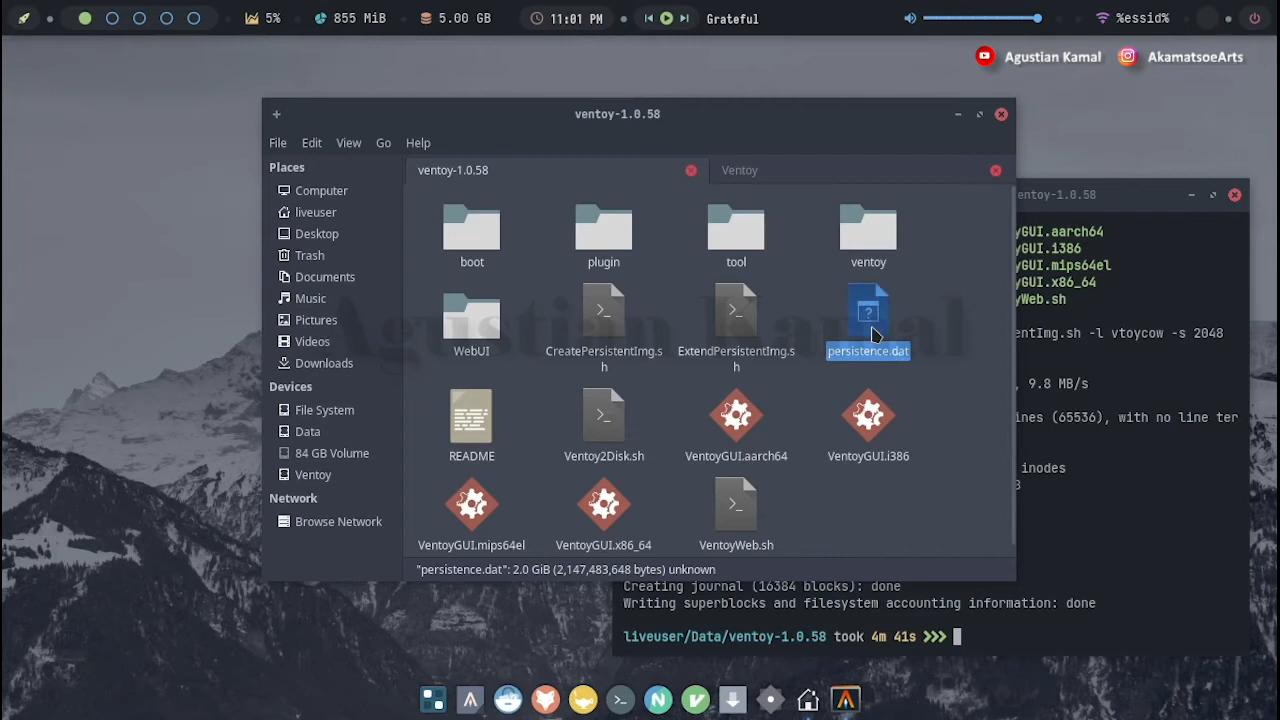 5% 855 MiB 5.00 GB 11:01 PM Grateful %essid%
Agustian Kamal AkamatsoeArts
ventoy-1.0.58
File Edit View Go Help
Places
Computer
liveuser
Desktop
Trash
Documents
Music
Pictures
Videos
Downloads
Devices
File System
Data
84 GB Volume
Ventoy
Network
Browse Network
ventoy-1.0.58 Ventoy
boot plugin tool ventoy
WebUI CreatePersistentImg.s ExtendPersistentImg.s persistence.dat
h h
README Ventoy2Disk.sh VentoyGUI.aarch64 VentoyGUI.i386
VentoyGUI.mips64el VentoyGUI.x86_64 VentoyWeb.sh
"persistence.dat": 2.0 GiB (2,147,483,648 bytes) unknown
Agustian Kamal
entoy-1.0.58
yGUI.aarch64
yGUI.i386
yGUI.mips64el
yGUI.x86_64
yWeb.sh
entImg.sh -l vtoycow -s 2048
, 9.8 MB/s
ines (65536), with no line ter
inodes
Creating journal (16384 blocks): done
Writing superblocks and filesystem accounting information: done
liveuser/Data/ventoy-1.0.58 took 4m 41s >>>